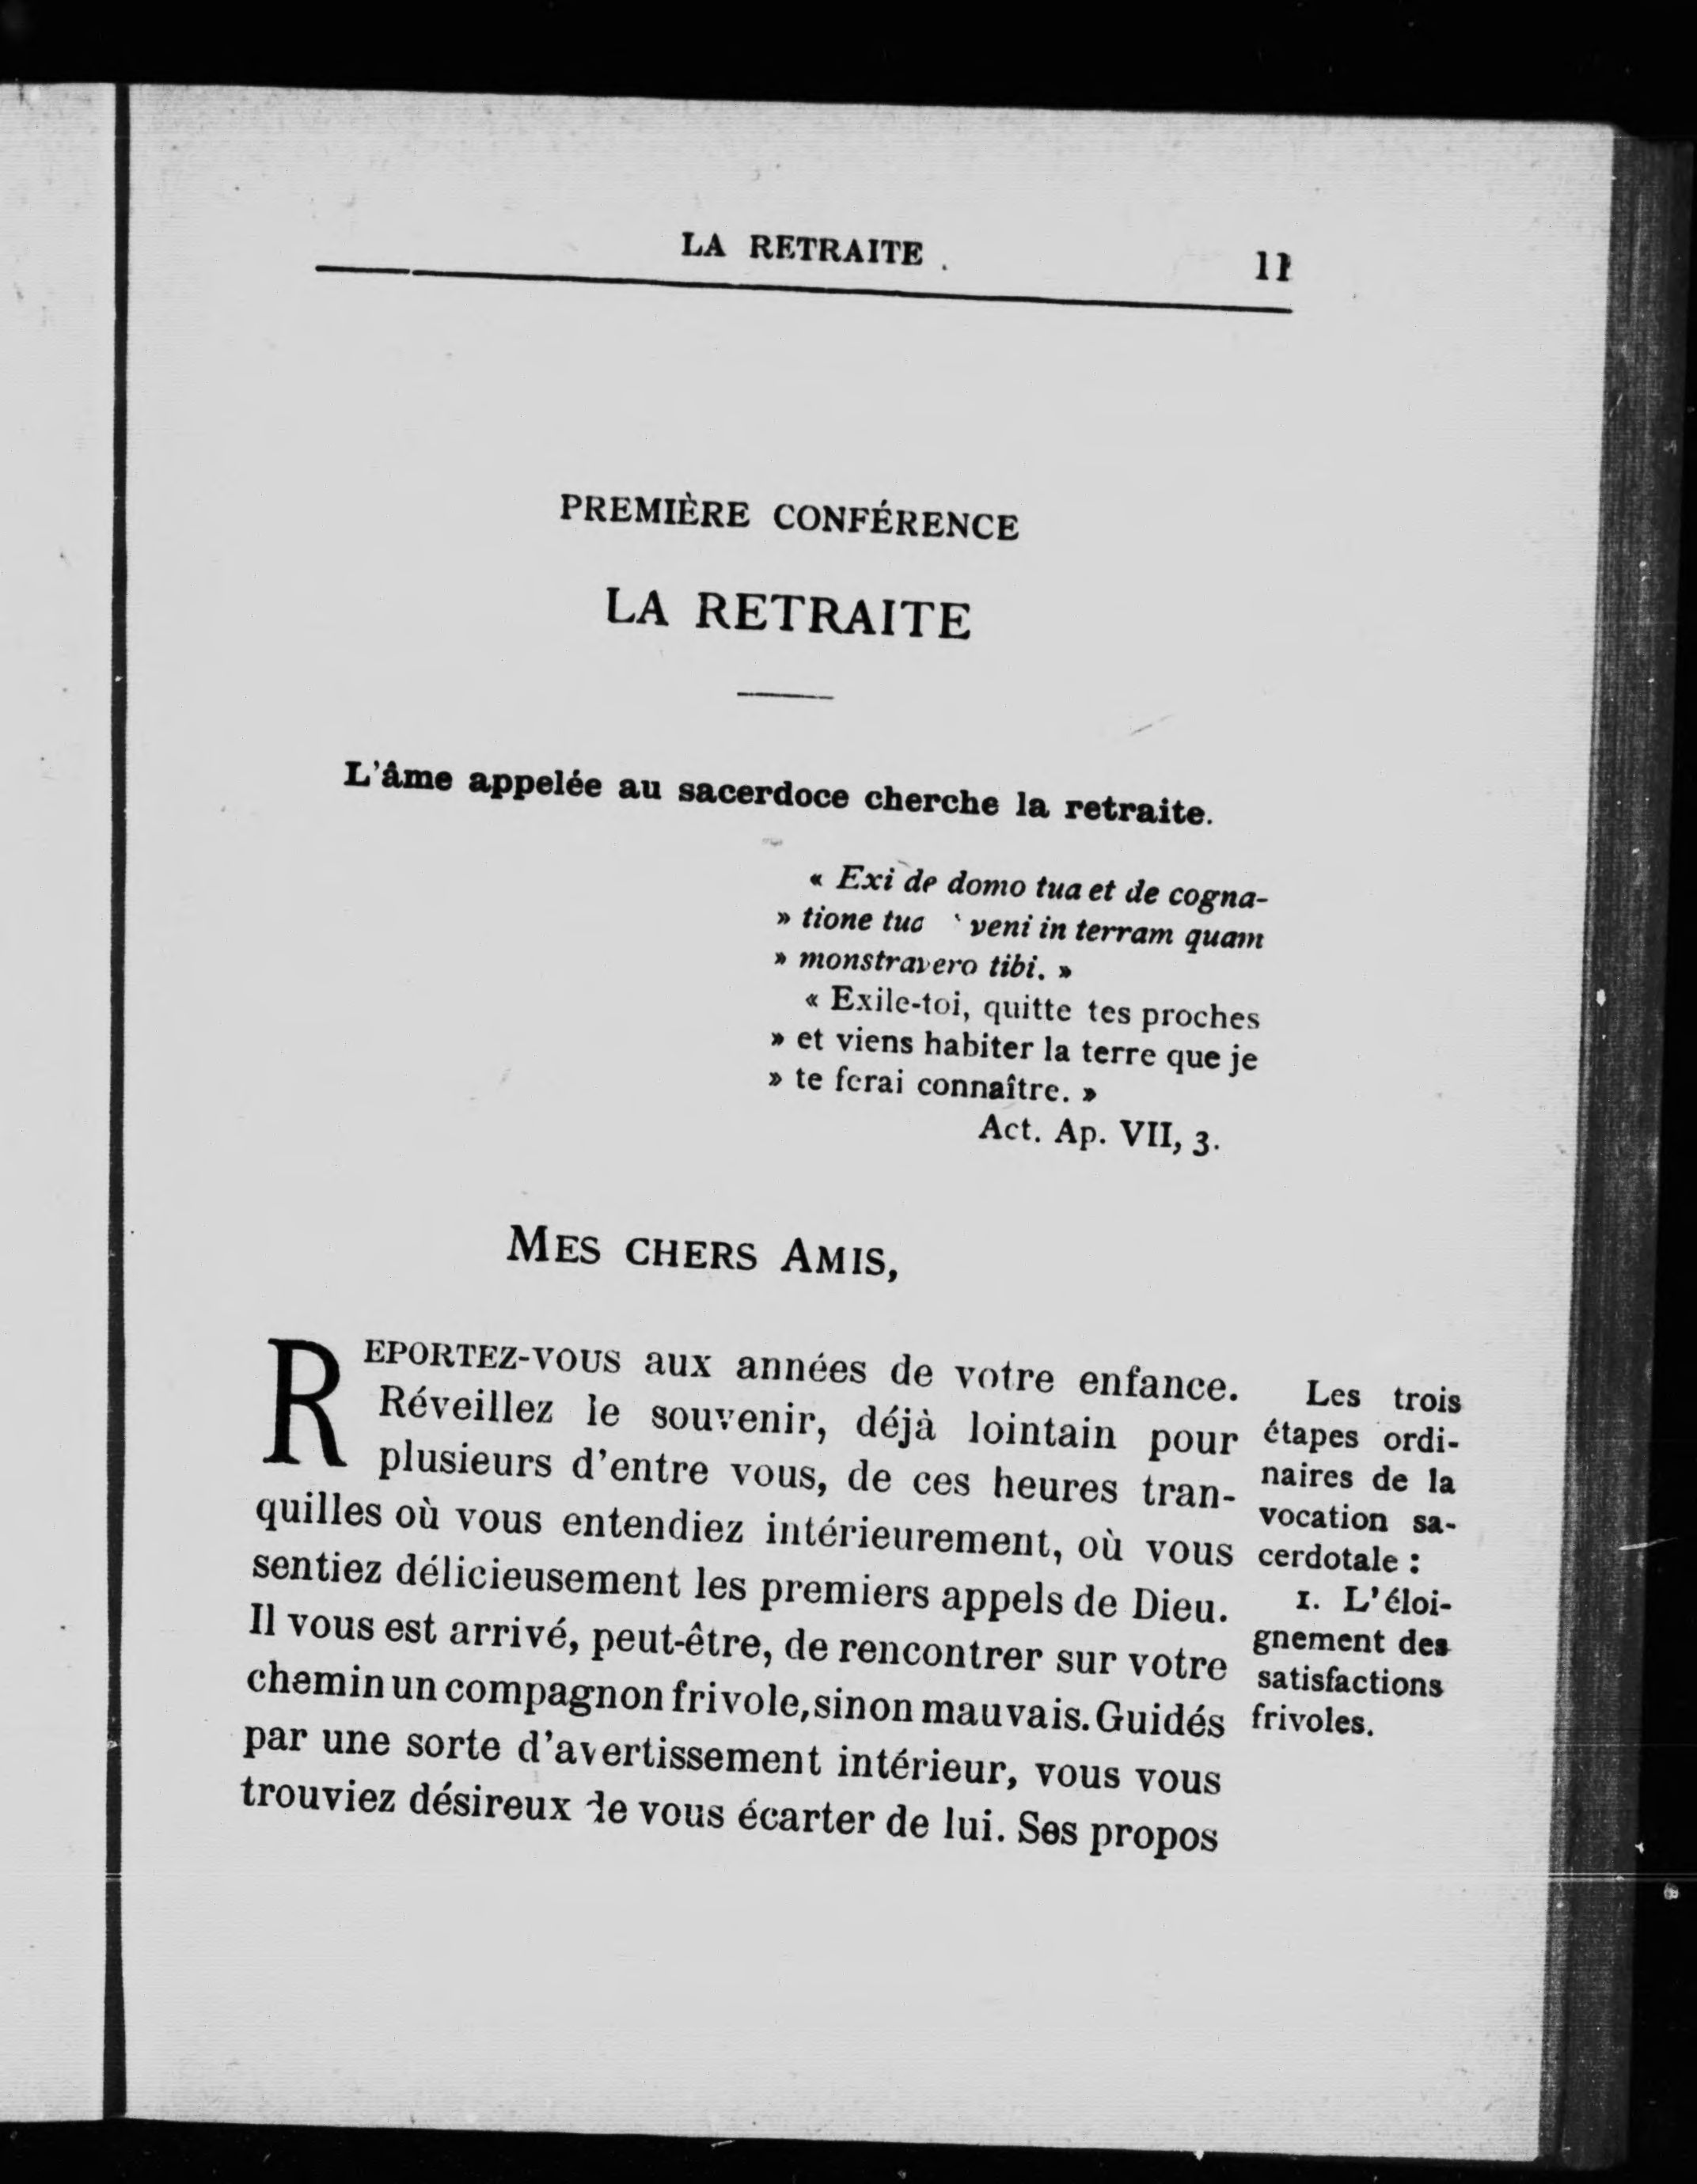 LA RETRAITE
11
PREMIÈRE CONFÉRENCE
LA RETRAITE
L'âme appelée au sacerdoce cherche la retraite.
« Exi de domo tua et de cogna-
» tione tua veni in terram quam
» monstravero tibi. »
« Exile-toi, quitte tes proches
» et viens habiter la terre que je
» te ferai connaître. »
Act. Ap. VII, 3.
MES CHERS AMIS,
REPORTEZ-VOUS aux années de votre enfance.
Réveillez le souvenir, déjà lointain pour
plusieurs d'entre vous, de ces heures tran-
quilles où vous entendiez intérieurement, où vous
sentiez délicieusement les premiers appels de Dieu.
Il vous est arrivé, peut-être, de rencontrer sur votre
chemin un compagnon frivole, sinon mauvais. Guidés
par une sorte d'avertissement intérieur, vous vous
trouviez désireux de vous écarter de lui. Ses propos
Les trois
étapes ordi-
naires de la
vocation sa-
cerdotale :
1. L'éloi-
gnement des
satisfactions
frivoles.